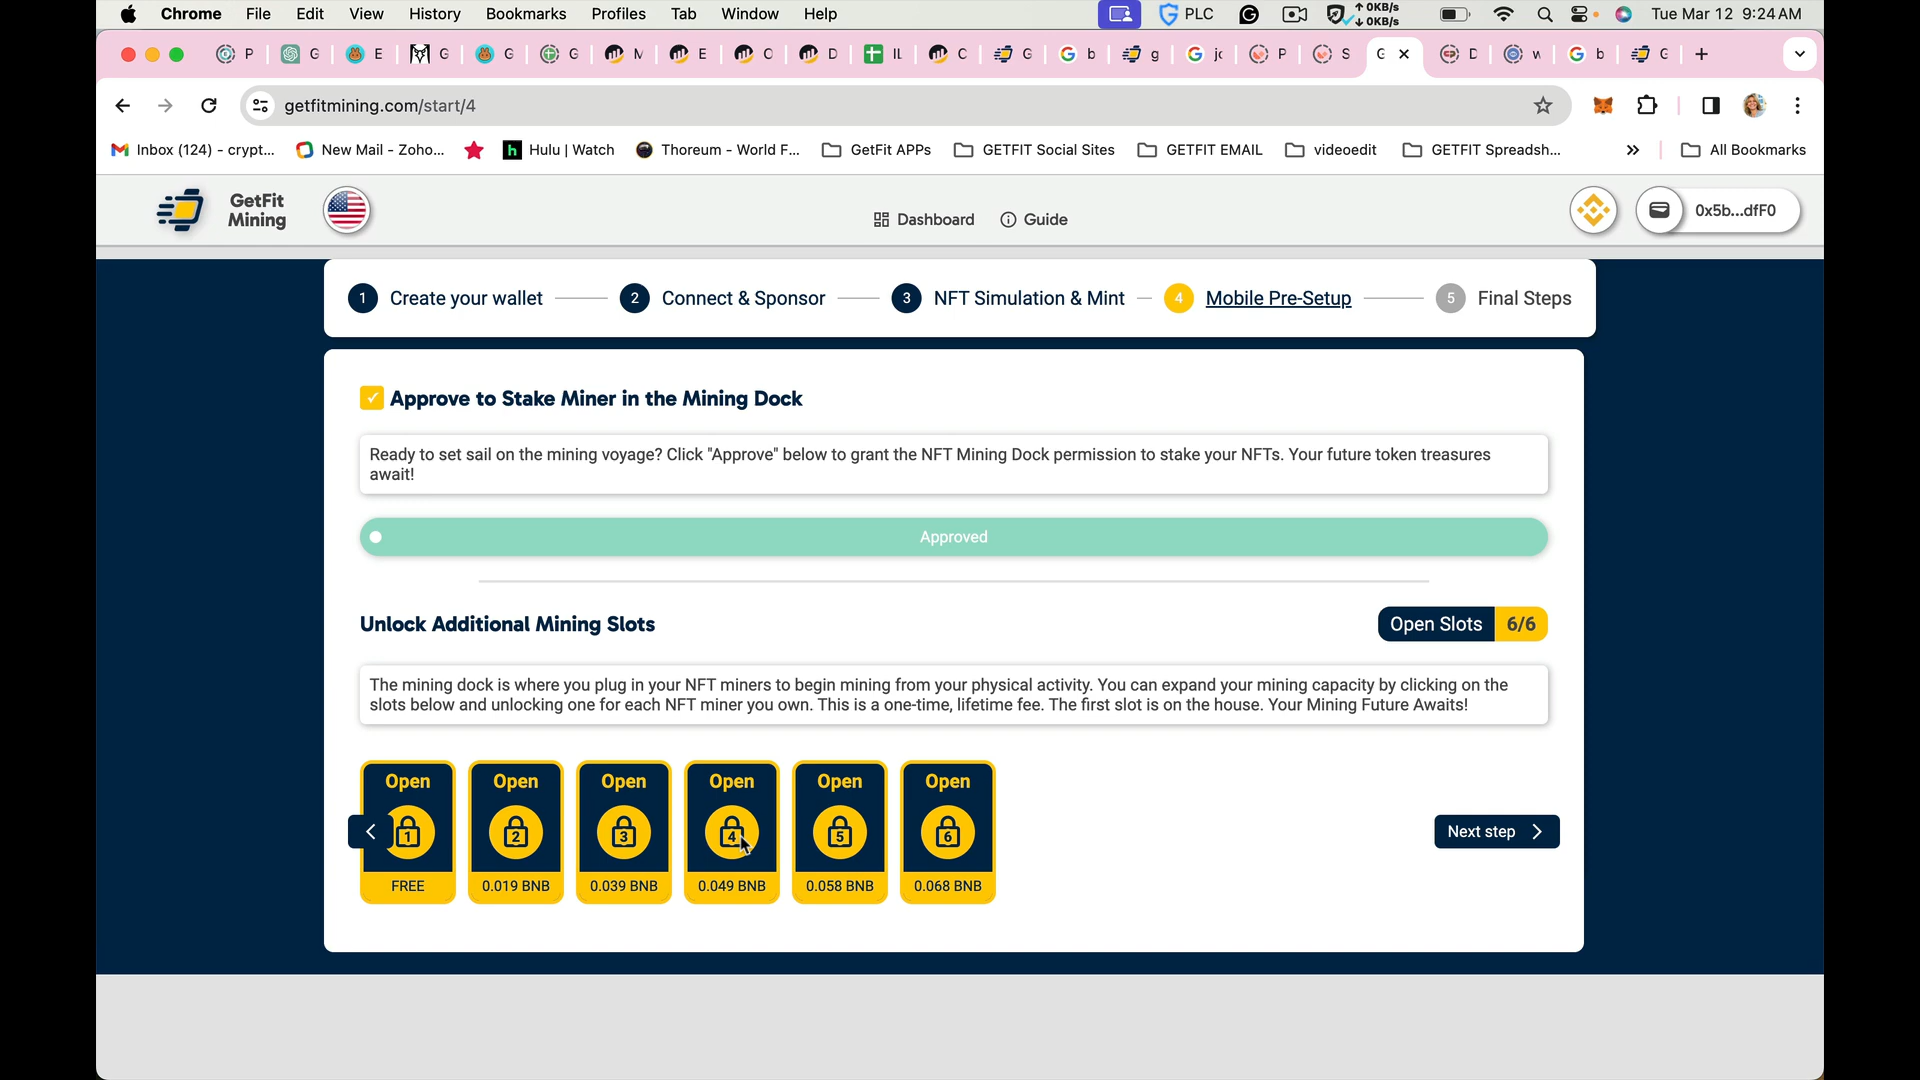 Chrome File Edit View History Bookmarks Profiles Tab Window Help PLC 0KB/s 0KB/s Tue Mar 12 9:24 AM
P G E G G G M E C D IL C G b g jc P S G D w b G
getfitmining.com/start/4
Inbox (124) - crypt... New Mail - Zoho... Hulu | Watch Thoreum - World F... GetFit APPs GETFIT Social Sites GETFIT EMAIL videoedit GETFIT Spreadsh... All Bookmarks
GetFit Mining Dashboard Guide 0x5b...dfF0
1 Create your wallet 2 Connect & Sponsor 3 NFT Simulation & Mint 4 Mobile Pre-Setup 5 Final Steps
Approve to Stake Miner in the Mining Dock
Ready to set sail on the mining voyage? Click "Approve" below to grant the NFT Mining Dock permission to stake your NFTs. Your future token treasures
await!
Approved
Unlock Additional Mining Slots Open Slots 6/6
The mining dock is where you plug in your NFT miners to begin mining from your physical activity. You can expand your mining capacity by clicking on the
slots below and unlocking one for each NFT miner you own. This is a one-time, lifetime fee. The first slot is on the house. Your Mining Future Awaits!
Open Open Open Open Open Open
1 2 3 4 5 6 Next step
FREE 0.019 BNB 0.039 BNB 0.049 BNB 0.058 BNB 0.068 BNB